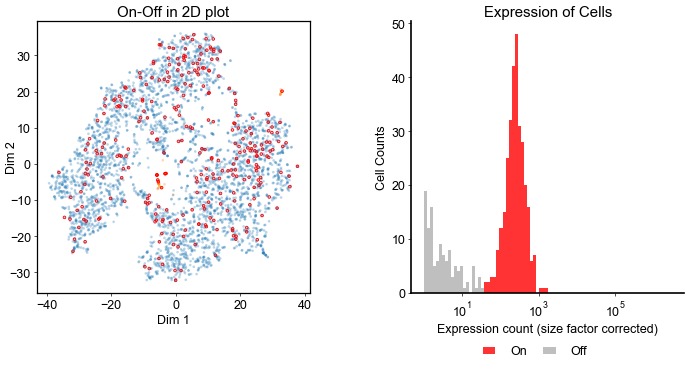 On-Off in 2D plot
Dim 2
30
20
10
0
−10
−20
−30
−40 −20 0 20 40
Dim 1
Expression of Cells
Cell Counts
50
40
30
20
10
0
10^1 10^3 10^5
Expression count (size factor corrected)
On Off